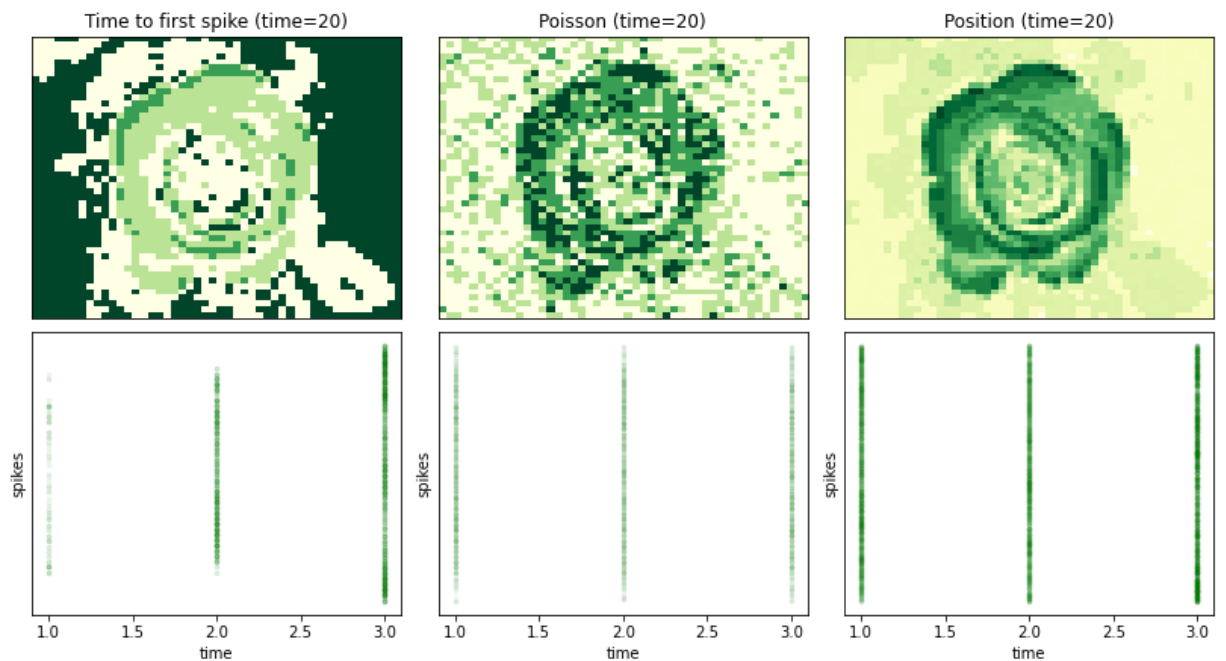 Time to first spike (time=20)
Poisson (time=20)
Position (time=20)
spikes
spikes
spikes
1.0 1.5 2.0 2.5 3.0
1.0 1.5 2.0 2.5 3.0
1.0 1.5 2.0 2.5 3.0
time
time
time